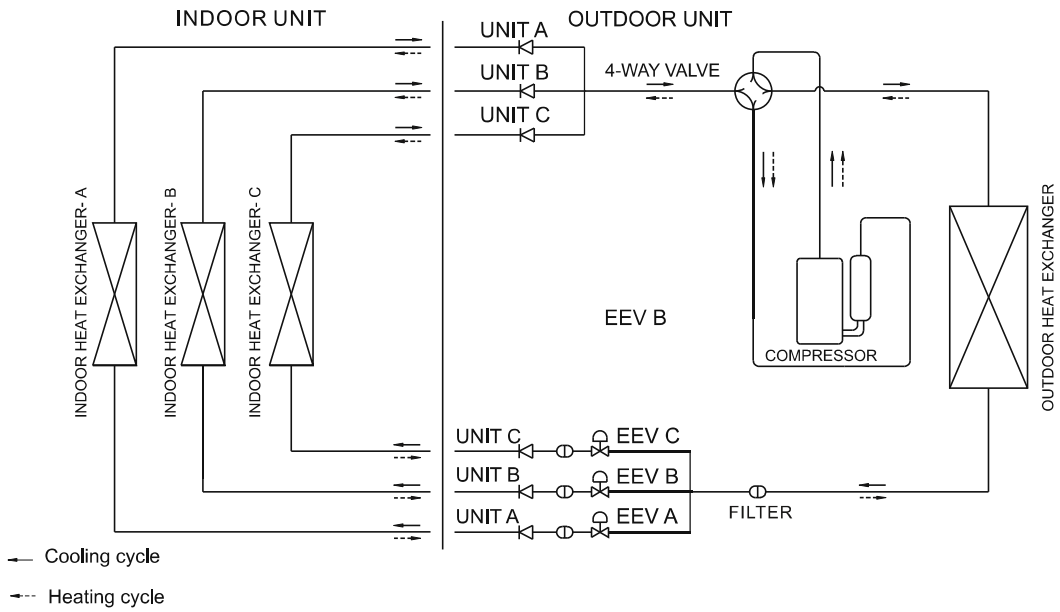 INDOOR UNIT
OUTDOOR UNIT
UNIT A
UNIT B
4-WAY VALVE
UNIT C
INDOOR HEAT EXCHANGER- A
INDOOR HEAT EXCHANGER- B
INDOOR HEAT EXCHANGER- C
EEV B
COMPRESSOR
OUTDOOR HEAT EXCHANGER
UNIT C
EEV C
UNIT B
EEV B
UNIT A
EEV A
FILTER
Cooling cycle
Heating cycle